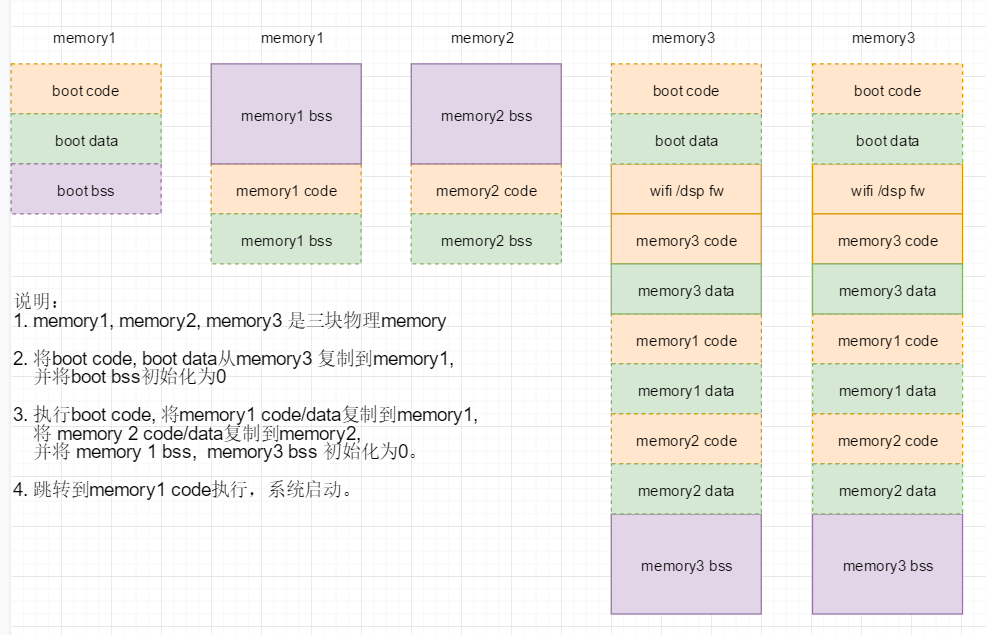 memory1
boot code
boot data
boot bss
memory1
memory1 bss
memory1 code
memory1 bss
memory2
memory2 bss
memory2 code
memory2 bss
memory3
boot code
boot data
wifi /dsp fw
memory3 code
memory3 data
memory1 code
memory1 data
memory2 code
memory2 data
memory3 bss
memory3
boot code
boot data
wifi /dsp fw
memory3 code
memory3 data
memory1 code
memory1 data
memory2 code
memory2 data
memory3 bss
说明：
1. memory1, memory2, memory3 是三块物理memory
2. 将boot code, boot data从memory3 复制到memory1,
并将boot bss初始化为0
3. 执行boot code, 将memory1 code/data复制到memory1,
将 memory 2 code/data复制到memory2,
并将 memory 1 bss, memory3 bss 初始化为0。
4. 跳转到memory1 code执行，系统启动。